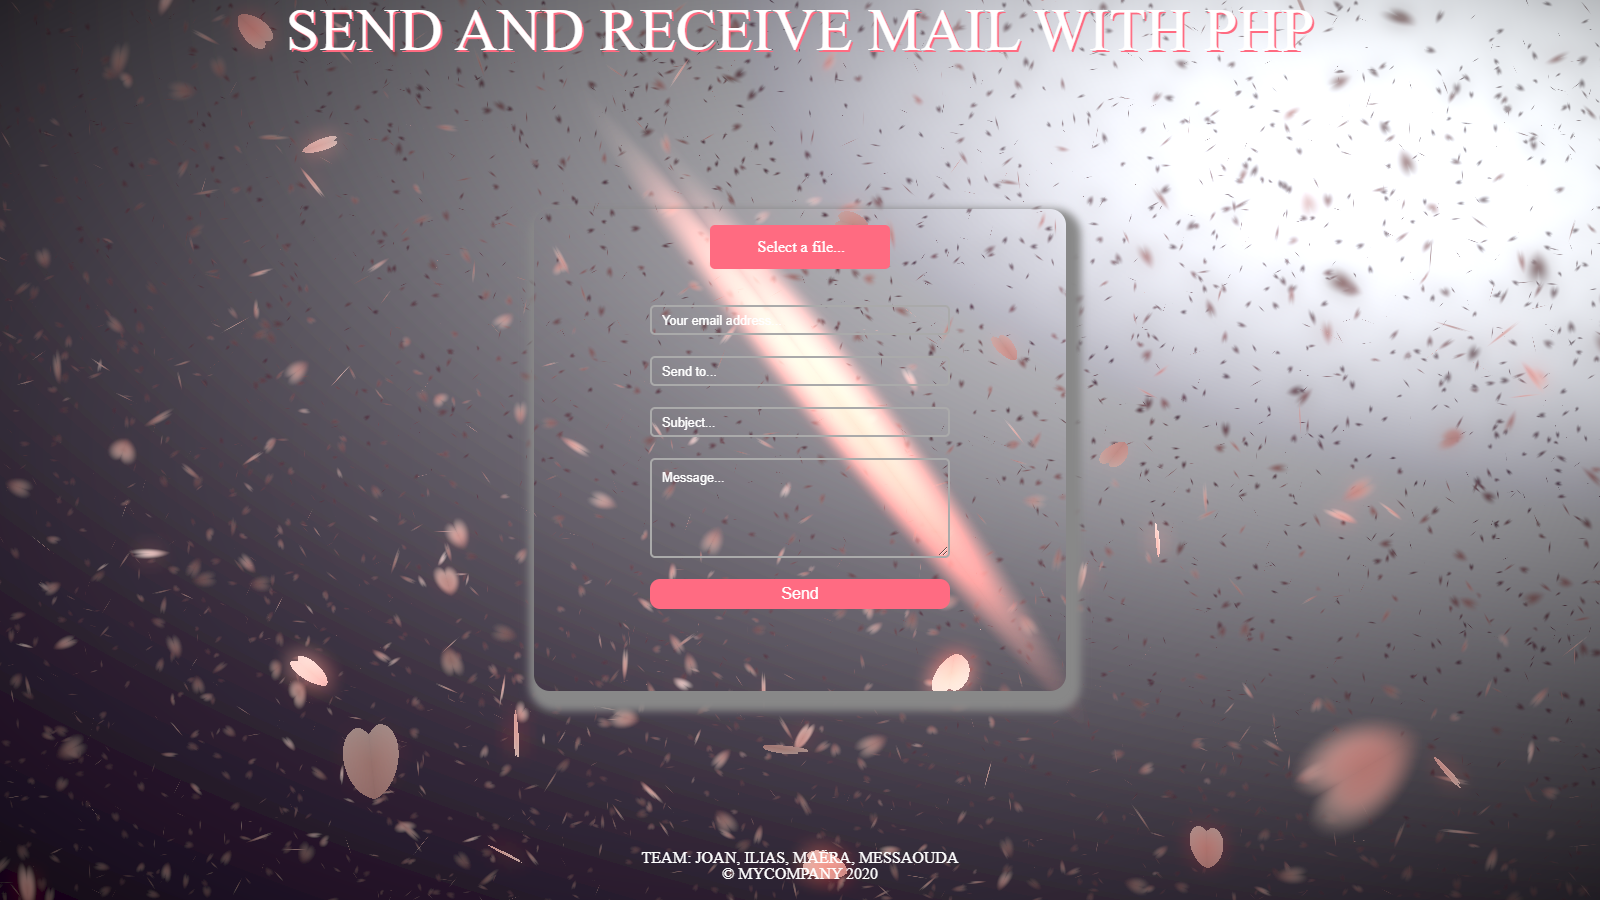 SEND AND RECEIVE MAIL WITH PHP
Select a file...
Your email address
Send to...
Subject...
Message...
Send
TEAM: JOAN, ILIAS, MAËRA, MESSAOUDA
© MYCOMPANY 2020